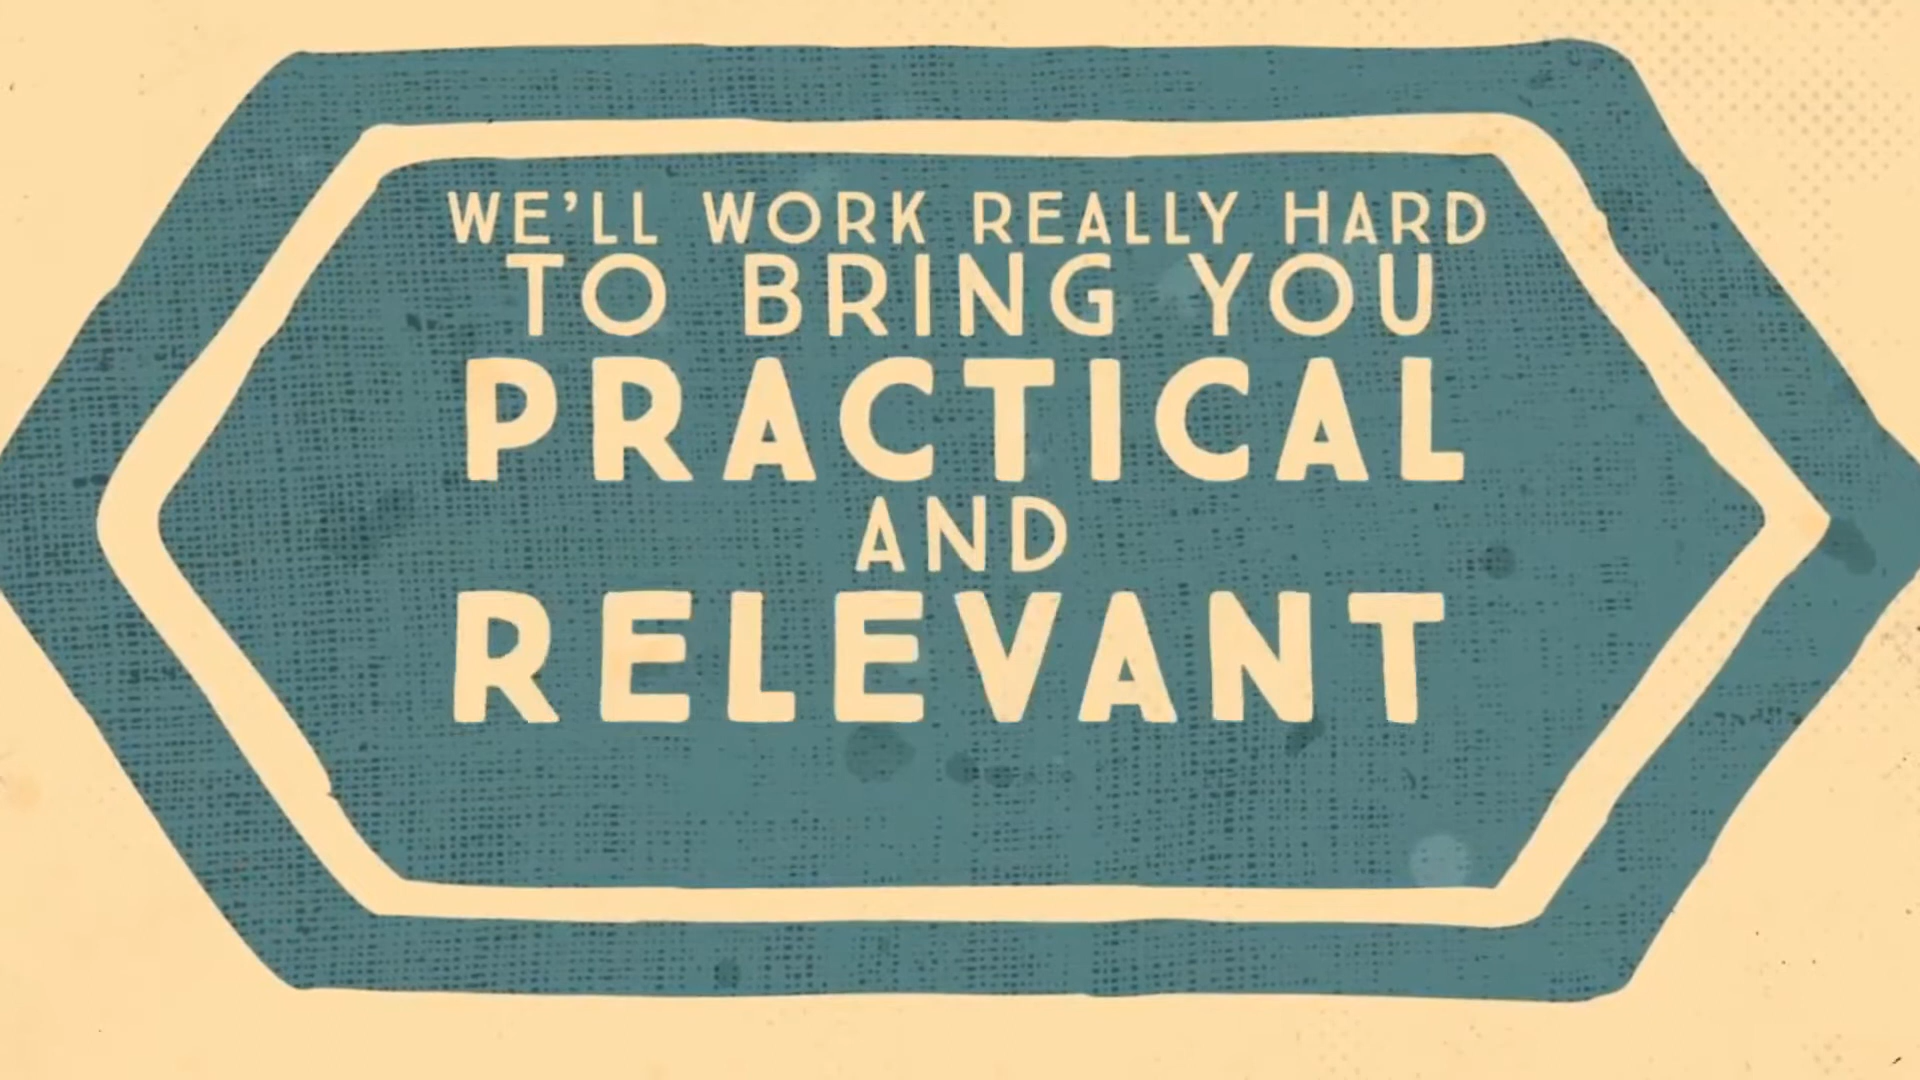 WE'LL WORK REALLY HARD
TO BRING YOU
PRACTICAL
AND
RELEVANT